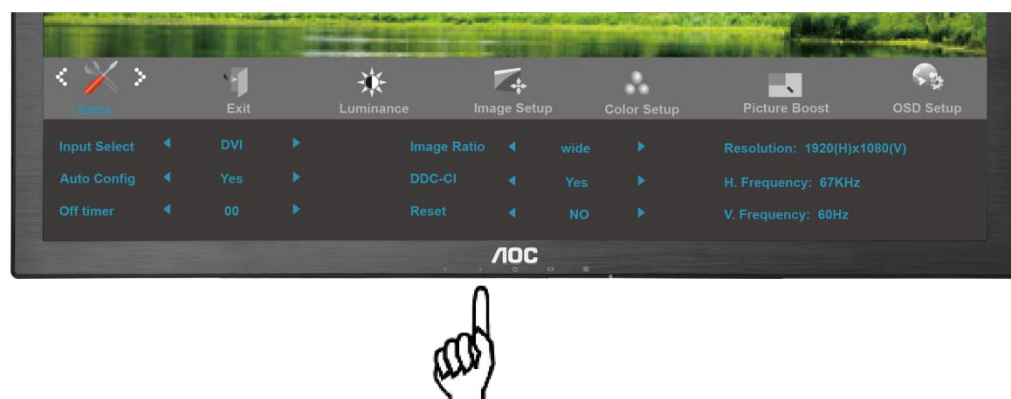 Extra
Exit
Luminance
Image Setup
Color Setup
Picture Boost
OSD Setup
Input Select DVI Image Ratio wide Resolution: 1920(H)x1080(V)
Auto Config Yes DDC-CI Yes H. Frequency: 67KHz
Off timer 00 Reset NO V. Frequency: 60Hz
AOC